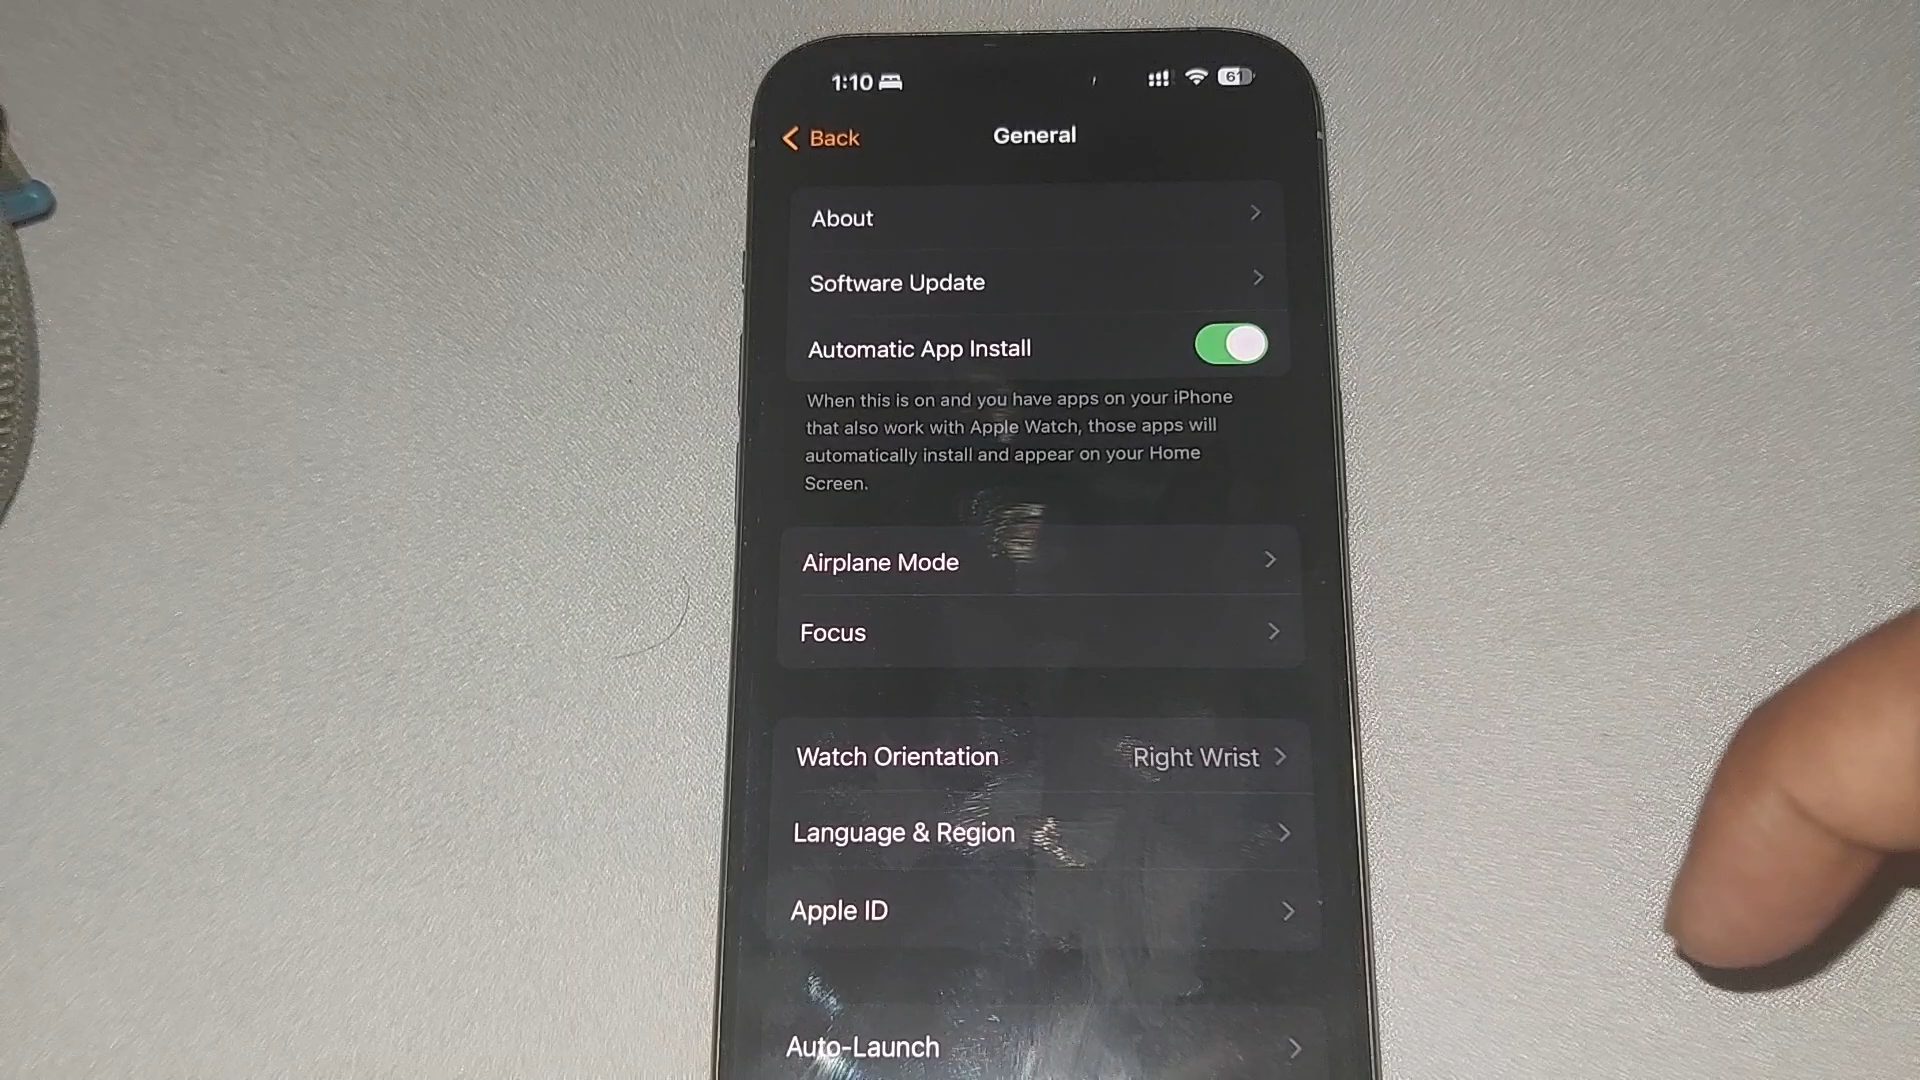 1:10
61
Back
General
About
Software Update
Automatic App Install
When this is on and you have apps on your iPhone
that also work with Apple Watch, those apps will
automatically install and appear on your Home
Screen.
Airplane Mode
Focus
Watch Orientation Right Wrist
Language & Region
Apple ID
Auto-Launch